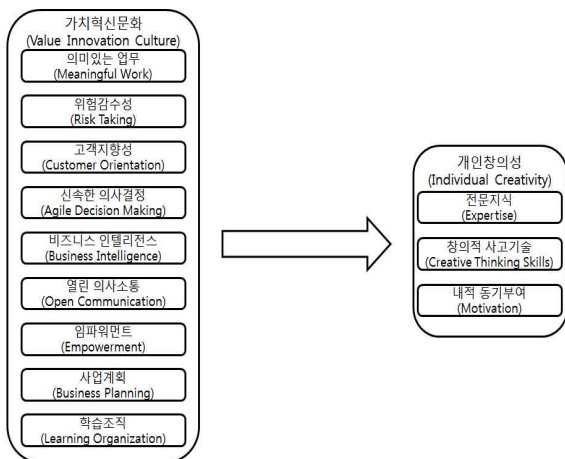 가치혁신문화
(Value Innovation Culture)
의미있는 업무
(Meaningful Work)
위험감수성
(Risk Taking)
고객지향성
(Customer Orientation)
신속한 의사결정
(Agile Decision Making)
비즈니스 인텔리전스
(Business Intelligence)
열린 의사소통
(Open Communication)
임파워먼트
(Empowerment)
사업계획
(Business Planning)
학습조직
(Learning Organization)
개인창의성
(Individual Creativity)
전문지식
(Expertise)
창의적 사고기술
(Creative Thinking Skills)
내적 동기부여
(Motivation)